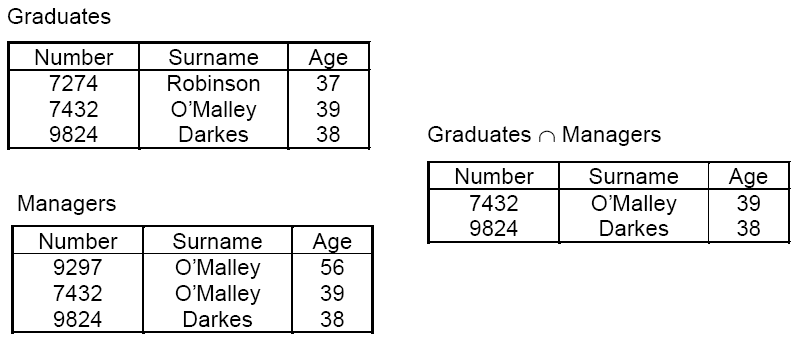 Graduates
Number Surname Age
7274 Robinson 37
7432 O'Malley 39
9824 Darkes 38
Managers
Number Surname Age
9297 O'Malley 56
7432 O'Malley 39
9824 Darkes 38
Graduates ∩ Managers
Number Surname Age
7432 O'Malley 39
9824 Darkes 38